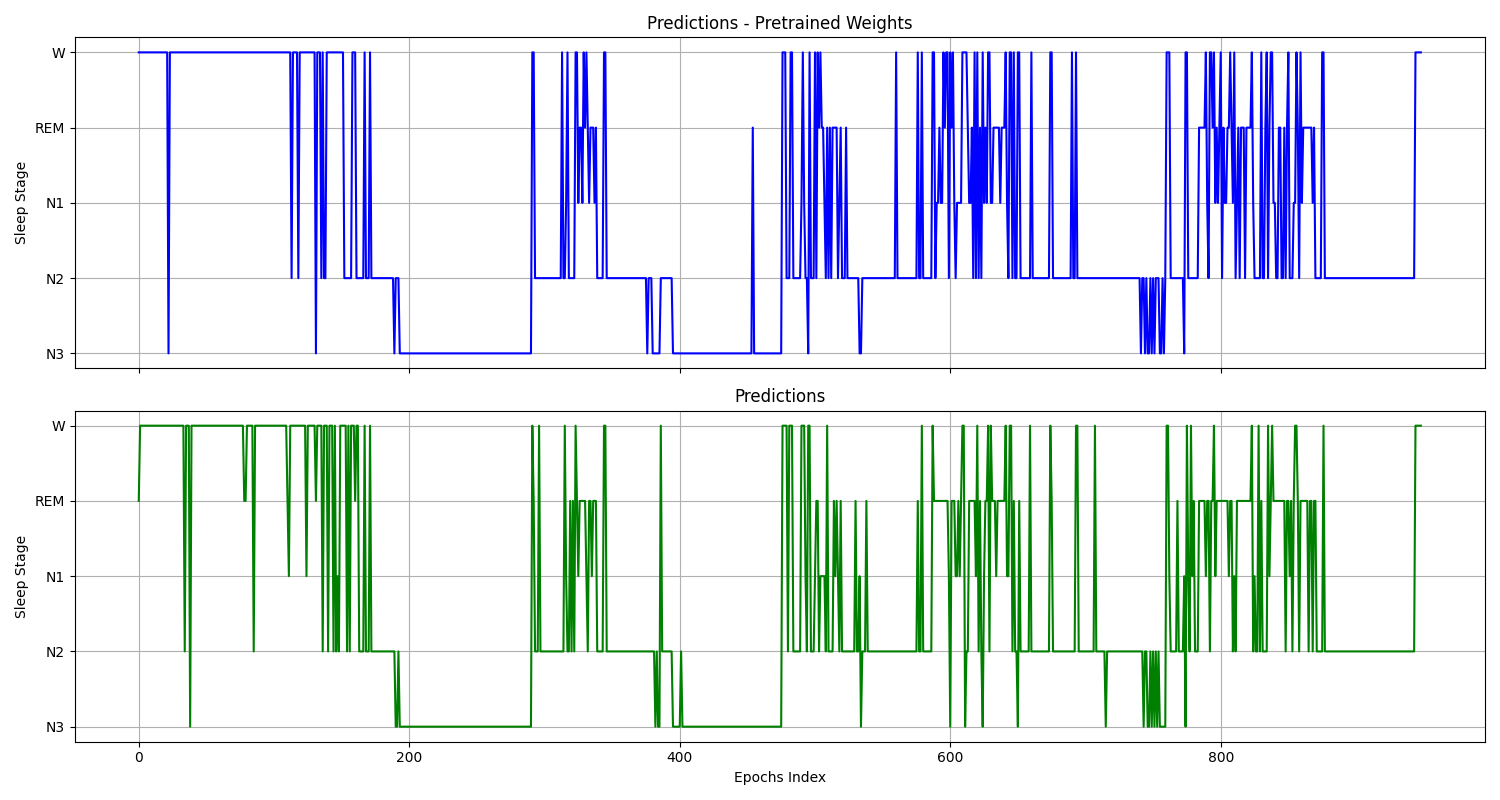 Predictions - Pretrained Weights
W
REM
N1
N2
N3
Sleep Stage
Predictions
W
REM
N1
N2
N3
Sleep Stage
0 200 400 600 800
Epochs Index